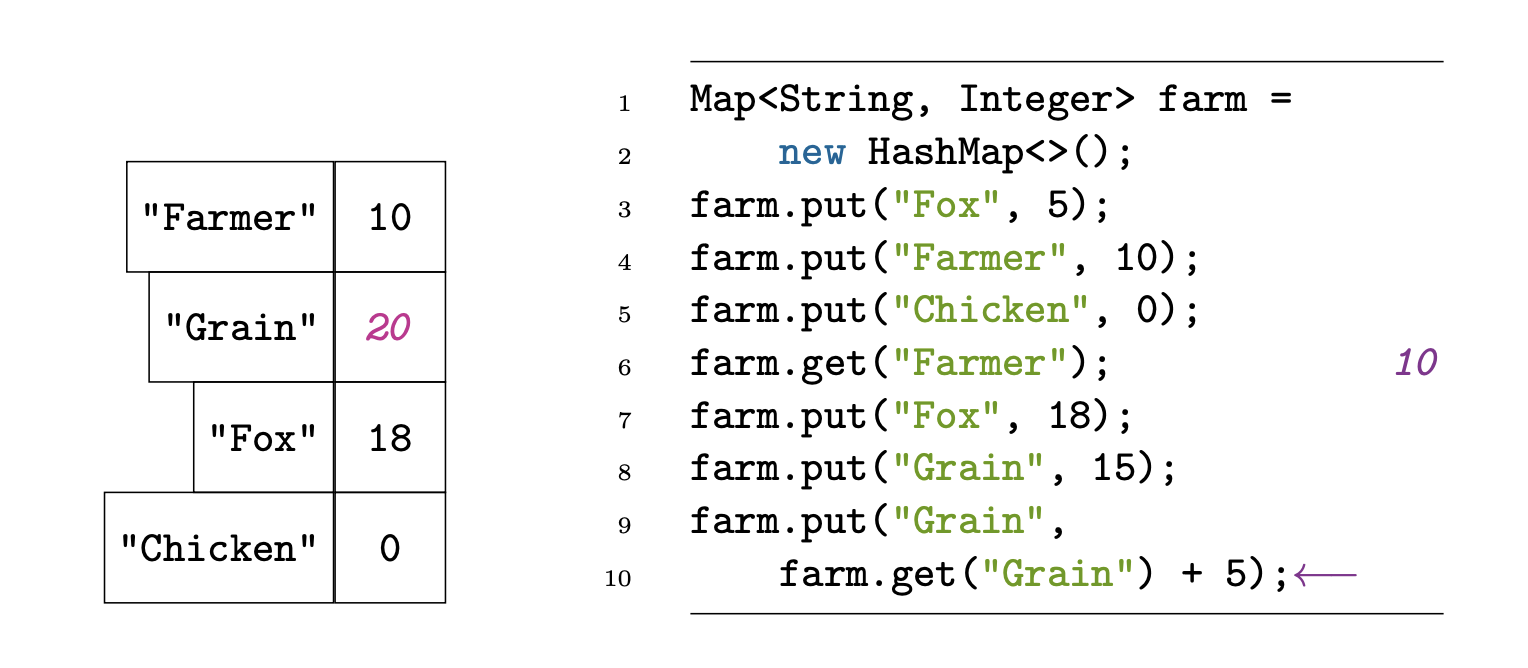 "Farmer" 10
"Grain" 20
"Fox" 18
"Chicken" 0
1 Map<String, Integer> farm =
2     new HashMap<>();
3 farm.put("Fox", 5);
4 farm.put("Farmer", 10);
5 farm.put("Chicken", 0);
6 farm.get("Farmer"); 10
7 farm.put("Fox", 18);
8 farm.put("Grain", 15);
9 farm.put("Grain",
10     farm.get("Grain") + 5);←